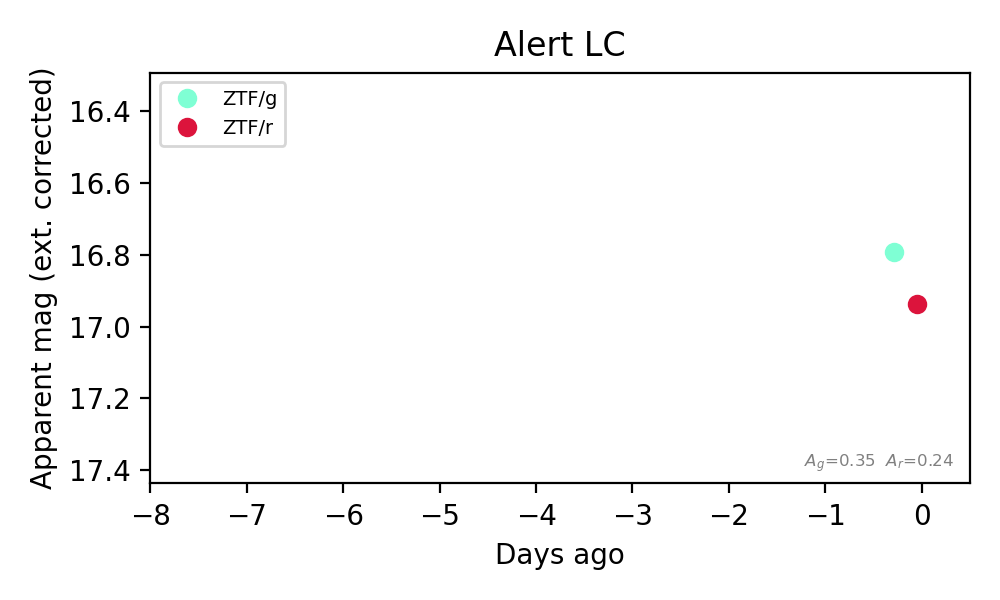 Alert LC
Apparent mag (ext. corrected)
16.4
16.6
16.8
17.0
17.2
17.4
ZTF/g
ZTF/r
A_g=0.35 A_r=0.24
−8 −7 −6 −5 −4 −3 −2 −1 0
Days ago